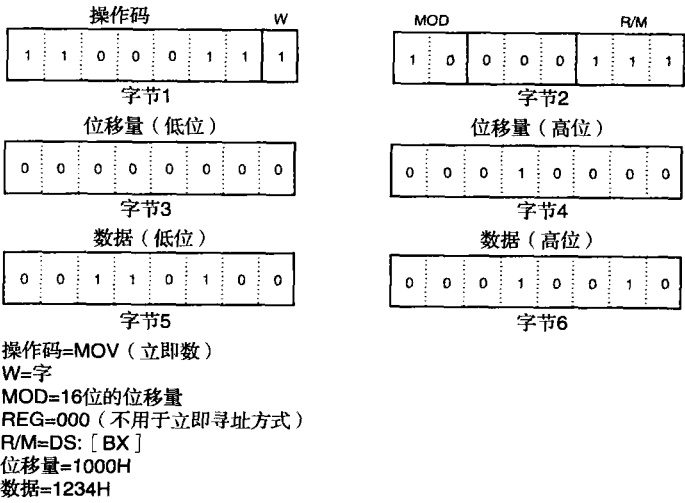 操作码 W MOD R/M
1 1 0 0 0 1 1 1 1 0 0 0 0 1 1 1
字节1 字节2
位移量（低位） 位移量（高位）
0 0 0 0 0 0 0 0 0 0 0 1 0 0 0 0
字节3 字节4
数据（低位） 数据（高位）
0 0 1 1 0 1 0 0 0 0 0 1 0 0 1 0
字节5 字节6
操作码=MOV（立即数）
W=字
MOD=16位的位移量
REG=000（不用于立即寻址方式）
R/M=DS:［BX］
位移量=1000H
数据=1234H